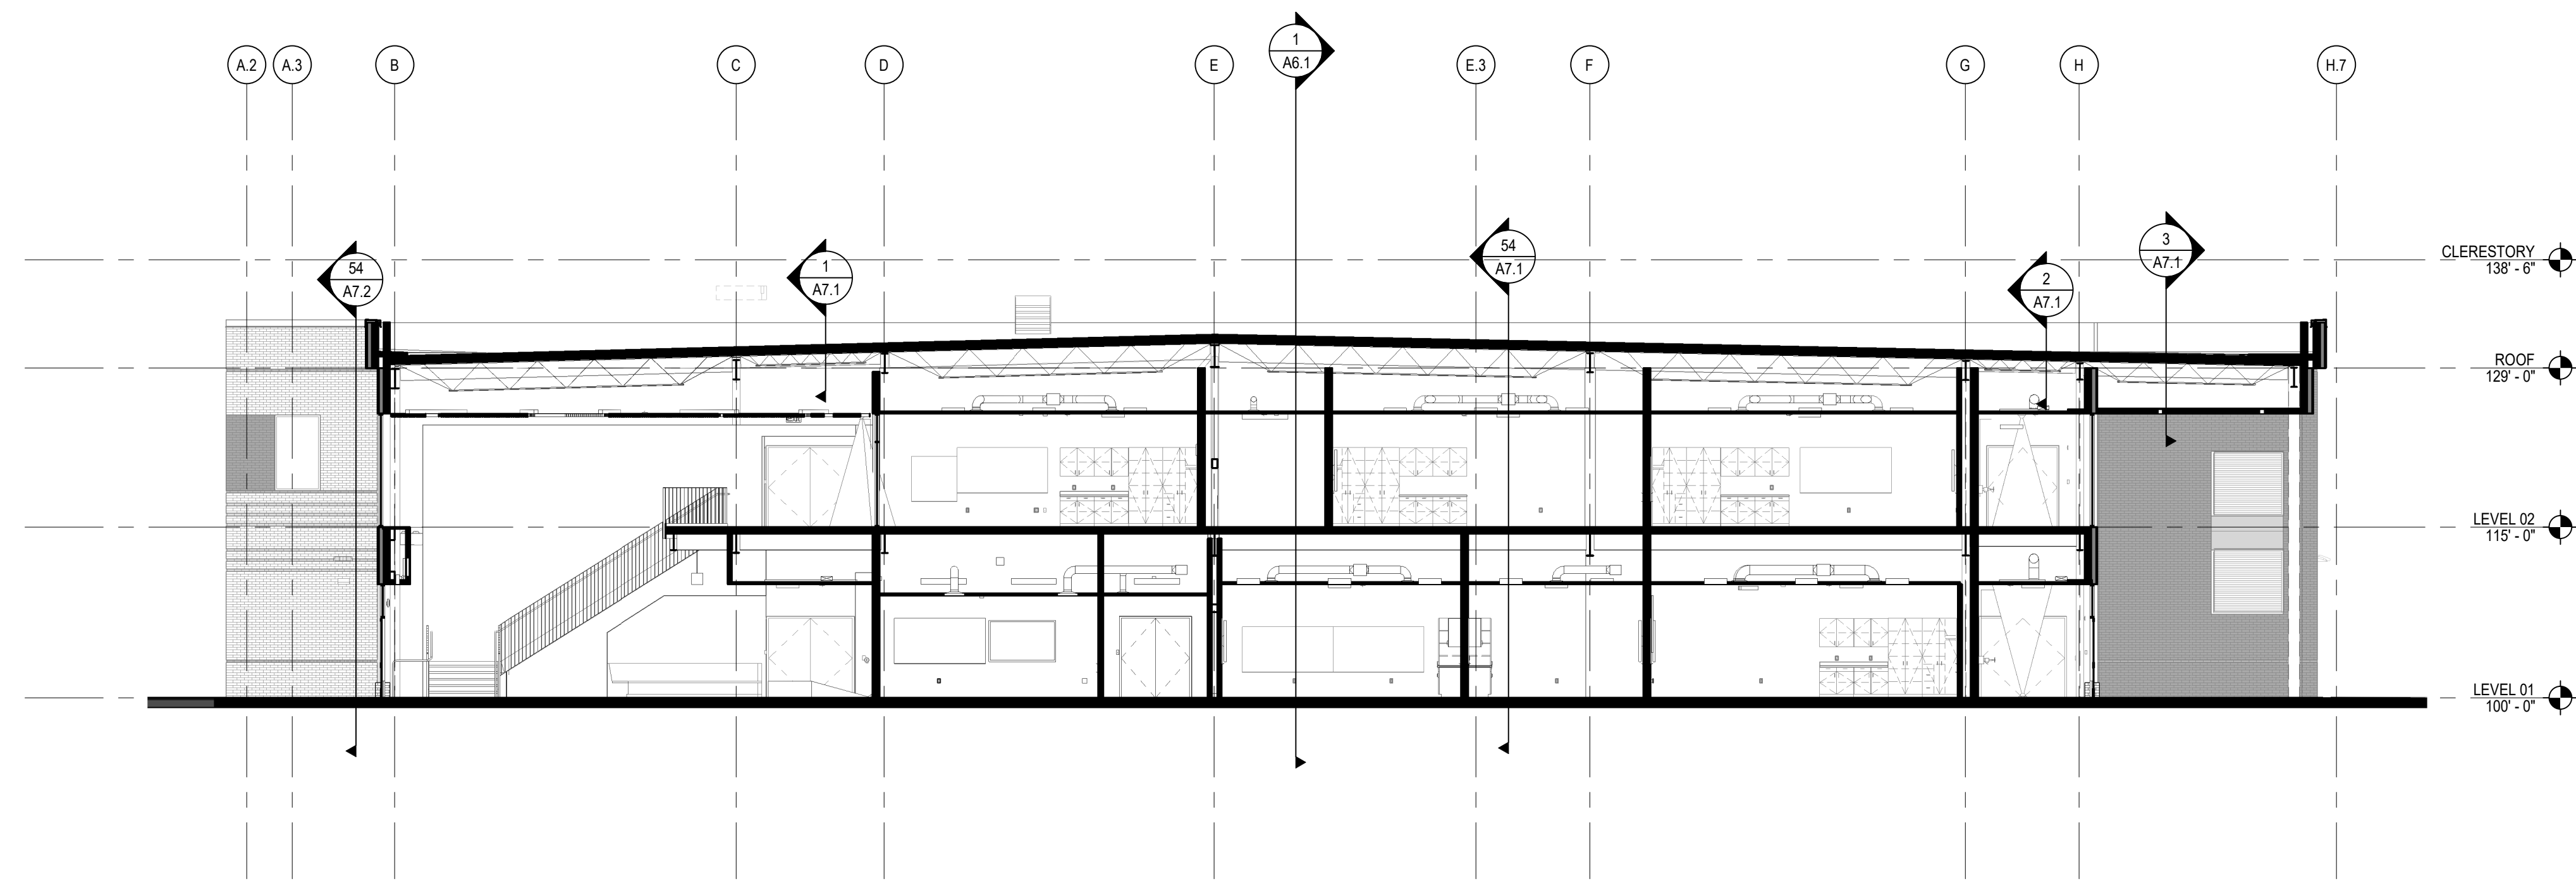 1
A6.1
A.2
A.3
B
C
D
E
E.3
F
G
H
H.7
54
A7.2
1
A7.1
54
A7.1
2
A7.1
3
A7.1
CLERESTORY
138' - 6"
ROOF
129' - 0"
LEVEL 02
115' - 0"
LEVEL 01
100' - 0"